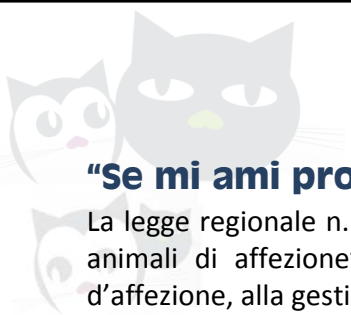 “Se mi ami pro
La legge regionale n.
animali di affezione
d’affezione, alla gesti